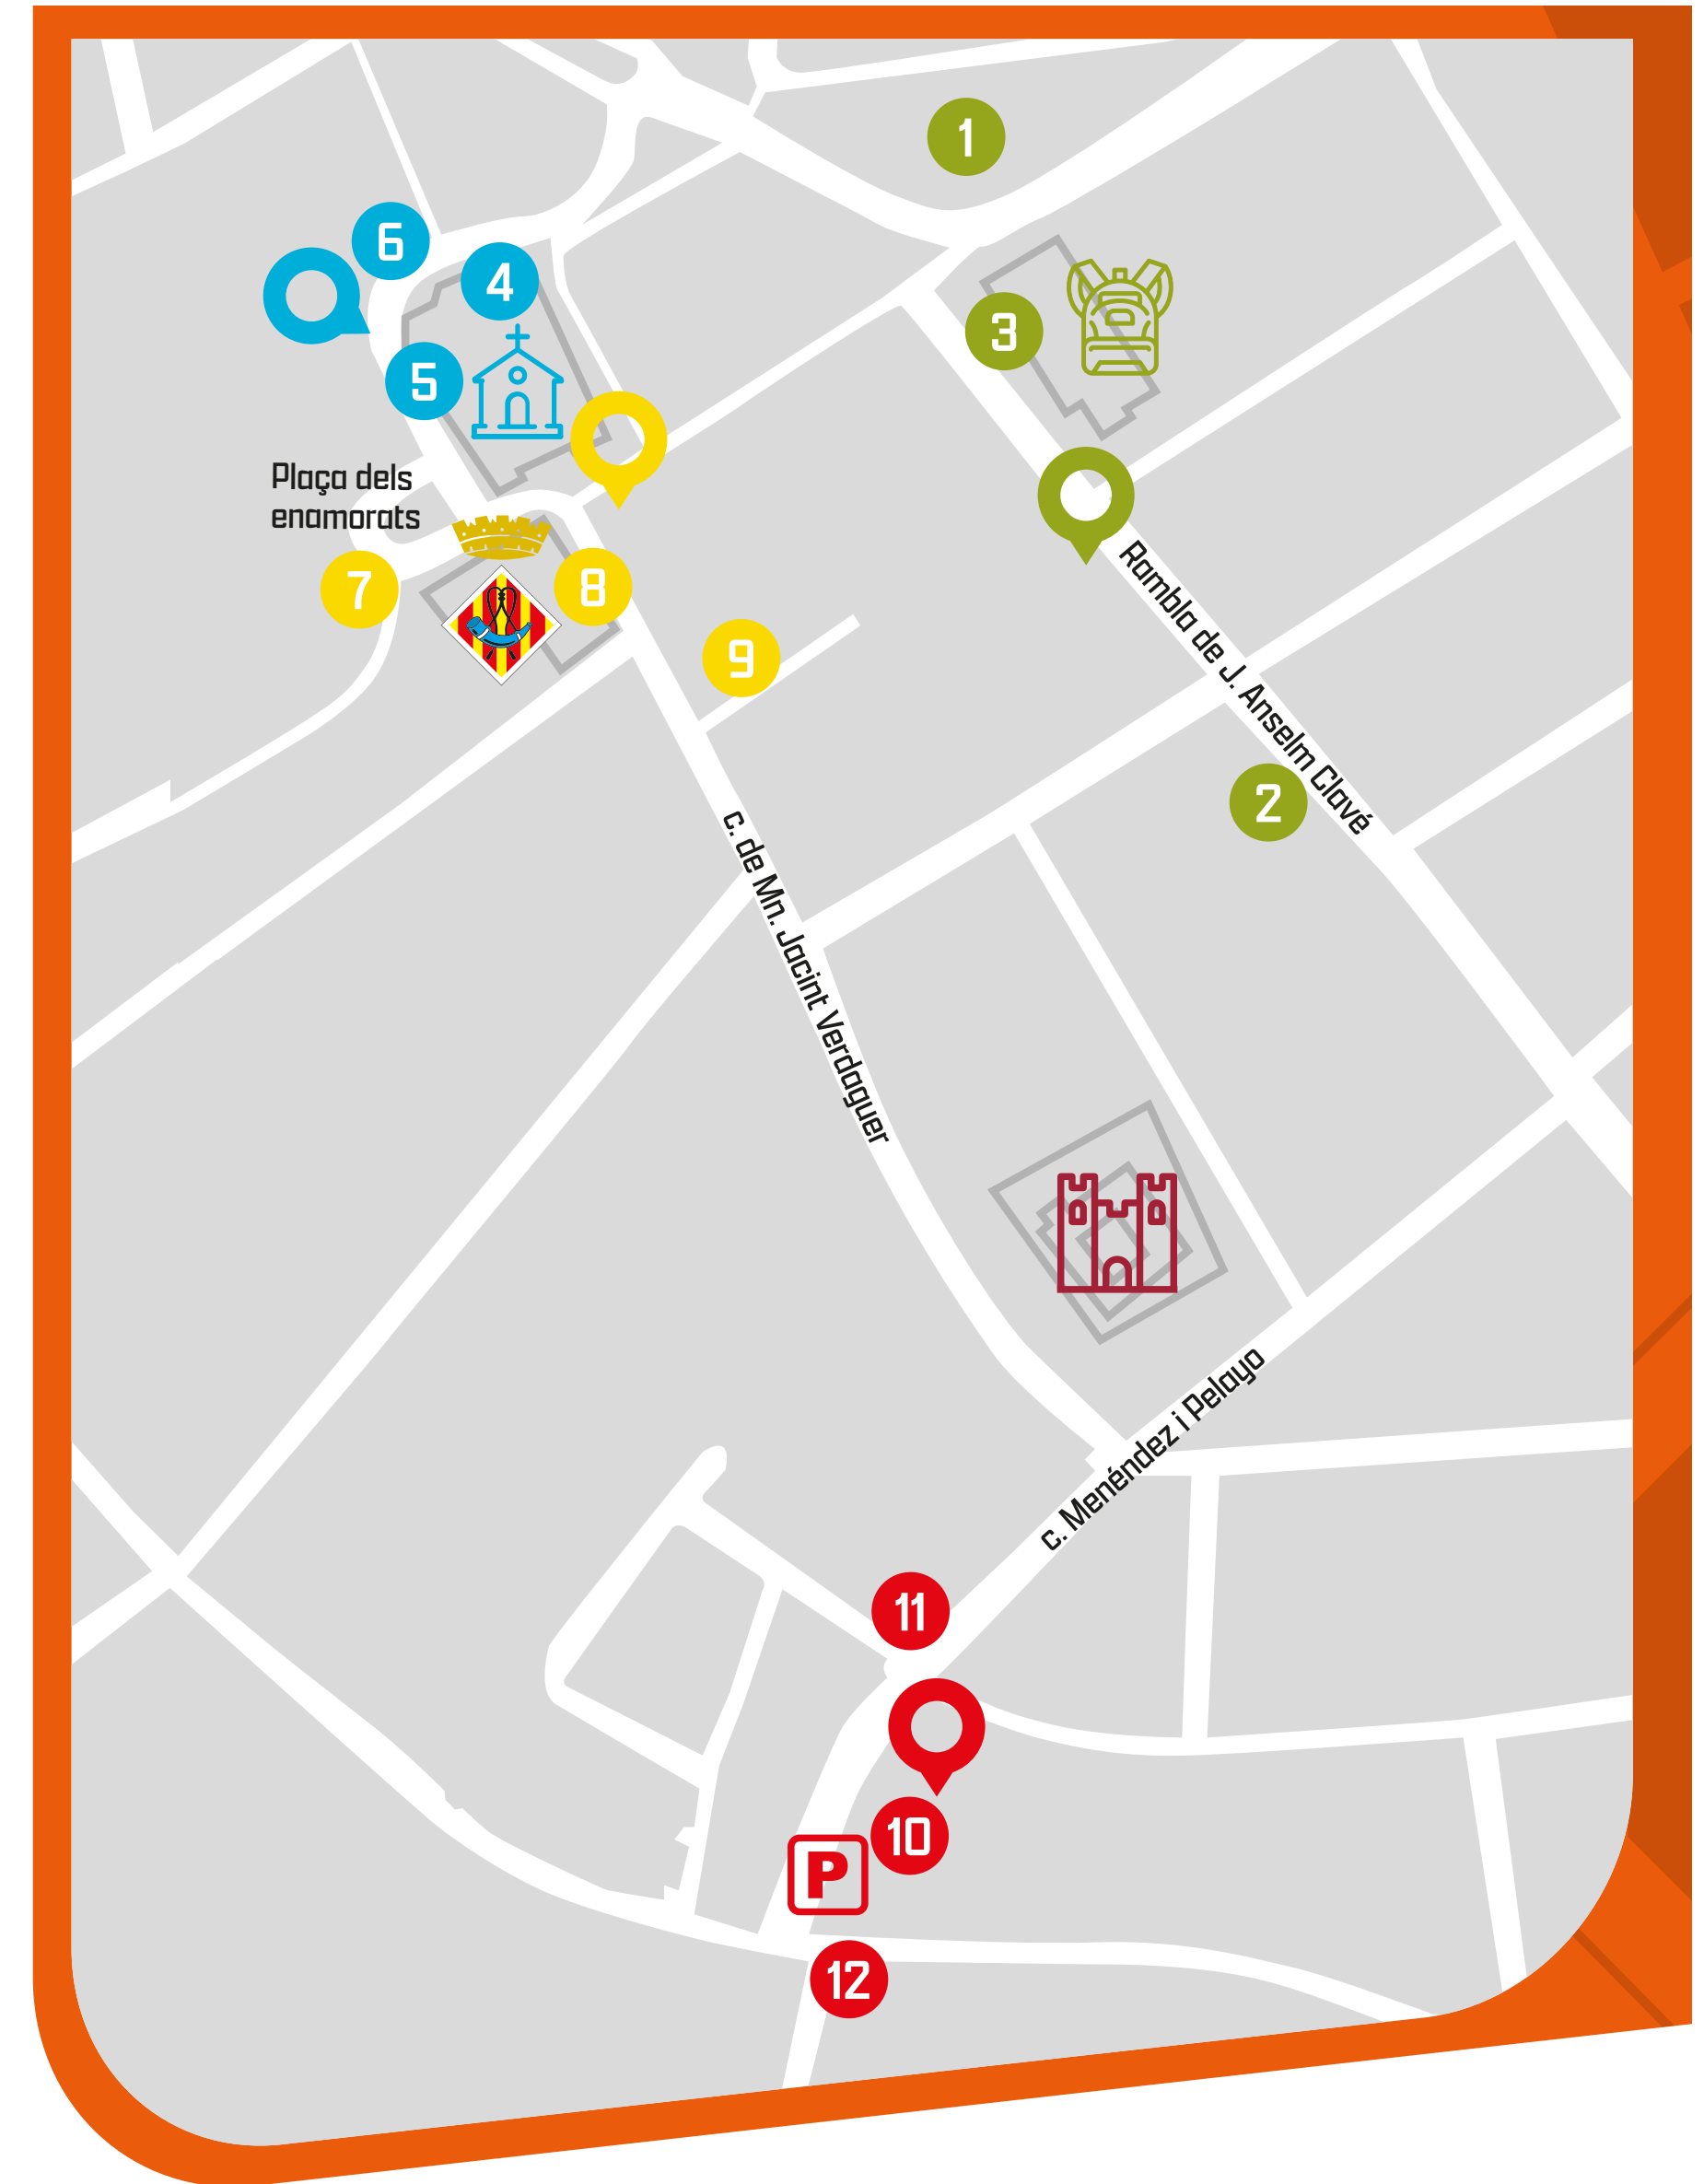 1
6
4
3
5
Plaça dels
enamorats
7
8
9
Rambla de J. Anselm Clavé
2
c. de Mn. Jacint Verdaguer
c. Menéndez i Pelayo
11
10
P
12